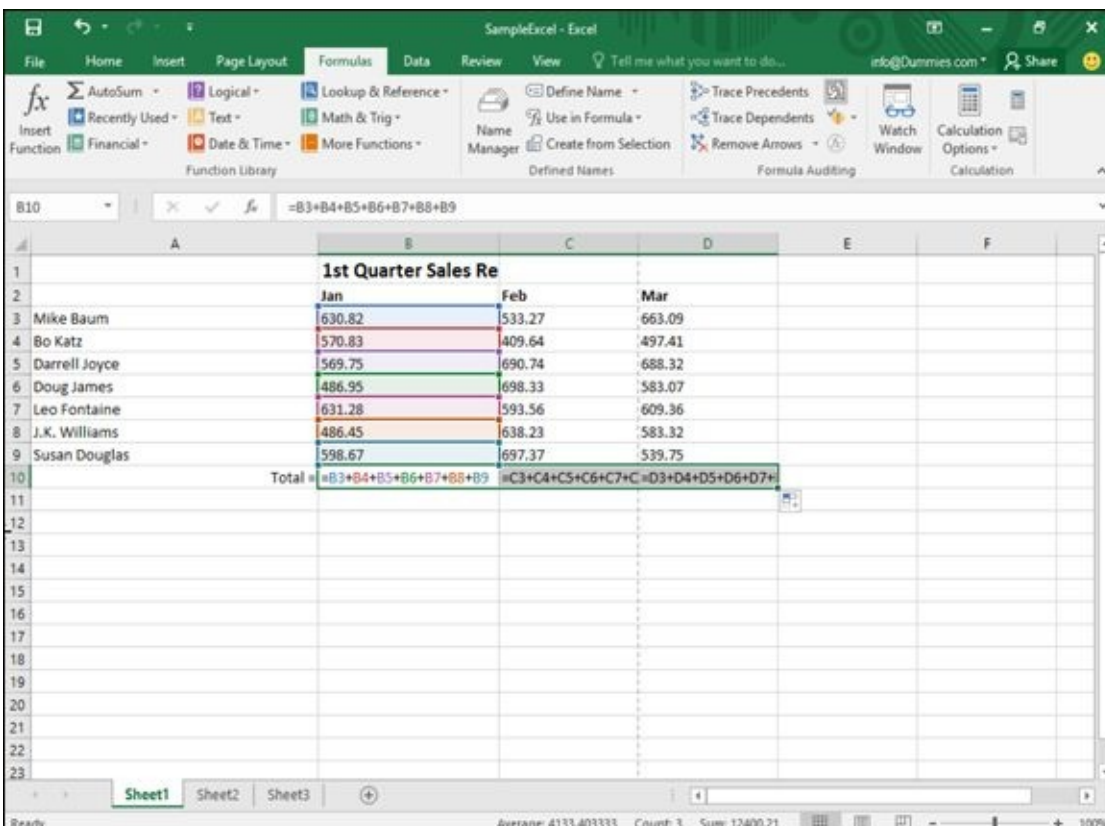 SampleExcel - Excel
File Home Insert Page Layout Formulas Data Review View Tell me what you want to do... info@Dummies.com Share
fx Insert Function
Σ AutoSum
Recently Used
Financial
Logical
Text
Date & Time
Lookup & Reference
Math & Trig
More Functions
Function Library
Name Manager
Define Name
Use in Formula
Create from Selection
Defined Names
Trace Precedents
Trace Dependents
Remove Arrows
Formula Auditing
Watch Window
Calculation Options
Calculation
B10 fx =B3+B4+B5+B6+B7+B8+B9
A B C D E F
1 1st Quarter Sales Re
2 Jan Feb Mar
3 Mike Baum 630.82 533.27 663.09
4 Bo Katz 570.83 409.64 497.41
5 Darrell Joyce 569.75 690.74 688.32
6 Doug James 486.95 698.33 583.07
7 Leo Fontaine 631.28 593.56 609.36
8 J.K. Williams 486.45 638.23 583.32
9 Susan Douglas 598.67 697.37 539.75
10 Total = =B3+B4+B5+B6+B7+B8+B9 =C3+C4+C5+C6+C7+C =D3+D4+D5+D6+D7+
11
12
13
14
15
16
17
18
19
20
21
22
23
Sheet1 Sheet2 Sheet3
Ready Average: 4133.403333 Count: 3 Sum: 12400.21 100%